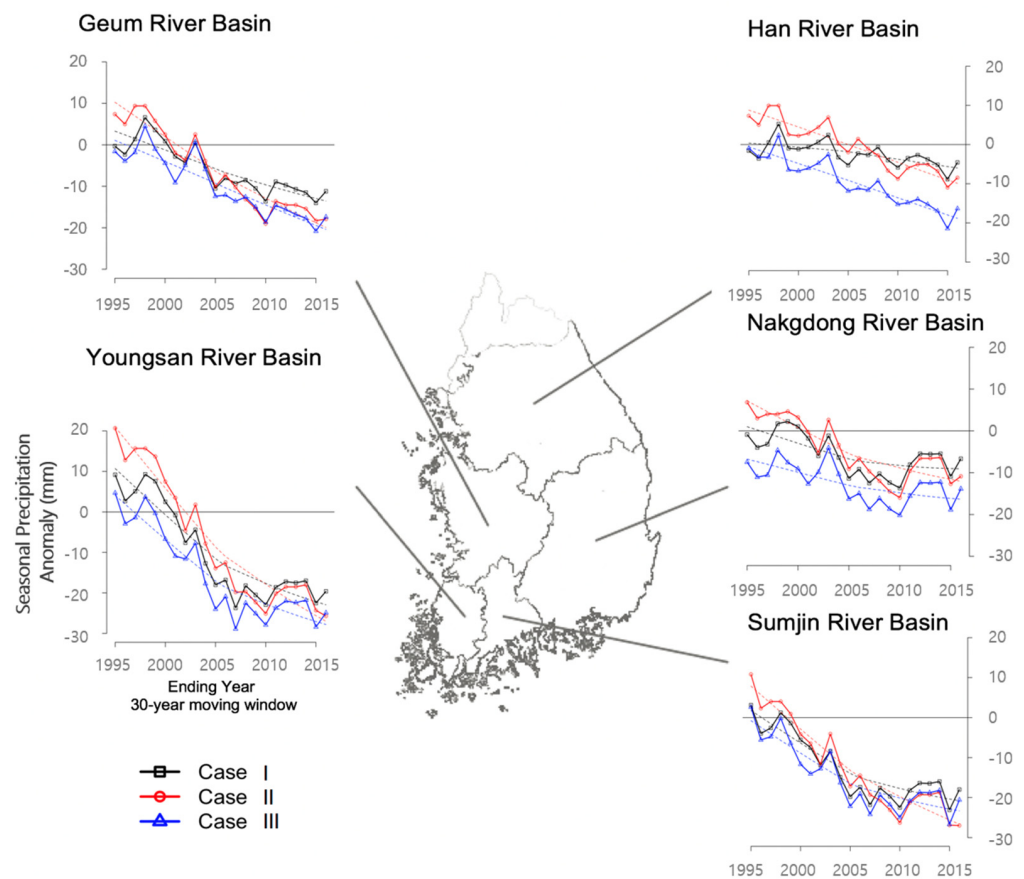 Geum River Basin
20
10
0
-10
-20
-30
1995 2000 2005 2010 2015
Han River Basin
20
10
0
-10
-20
-30
1995 2000 2005 2010 2015
Youngsan River Basin
Seasonal Precipitation
Anomaly (mm)
20
10
0
-10
-20
-30
1995 2000 2005 2010 2015
Ending Year
30-year moving window
Nakgdong River Basin
20
10
0
-10
-20
-30
1995 2000 2005 2010 2015
Sumjin River Basin
20
10
0
-10
-20
-30
1995 2000 2005 2010 2015
Case I
Case II
Case III